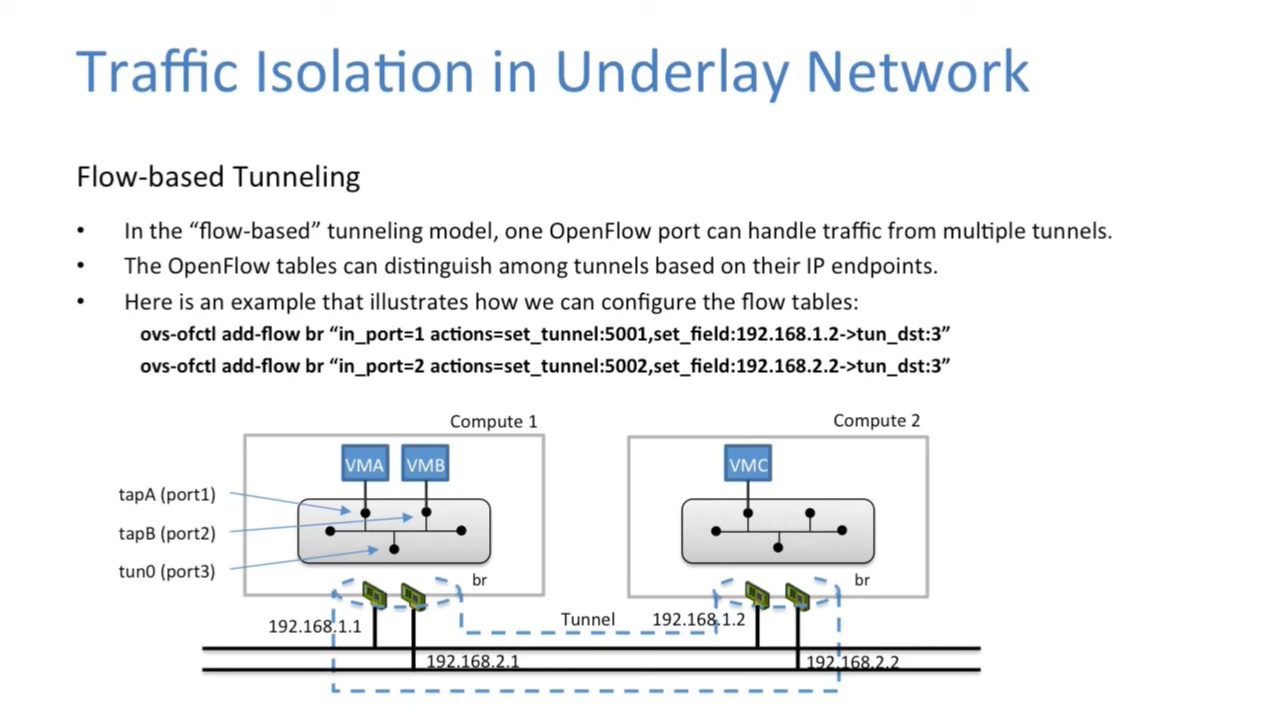 Traffic Isolation in Underlay Network
Flow-based Tunneling
• In the “flow-based” tunneling model, one OpenFlow port can handle traffic from multiple tunnels.
• The OpenFlow tables can distinguish among tunnels based on their IP endpoints.
• Here is an example that illustrates how we can configure the flow tables:
ovs-ofctl add-flow br “in_port=1 actions=set_tunnel:5001,set_field:192.168.1.2->tun_dst:3”
ovs-ofctl add-flow br “in_port=2 actions=set_tunnel:5002,set_field:192.168.2.2->tun_dst:3”
Compute 1
Compute 2
VMA
VMB
VMC
tapA (port1)
tapB (port2)
tun0 (port3)
br
br
192.168.1.1
Tunnel
192.168.1.2
192.168.2.1
192.168.2.2